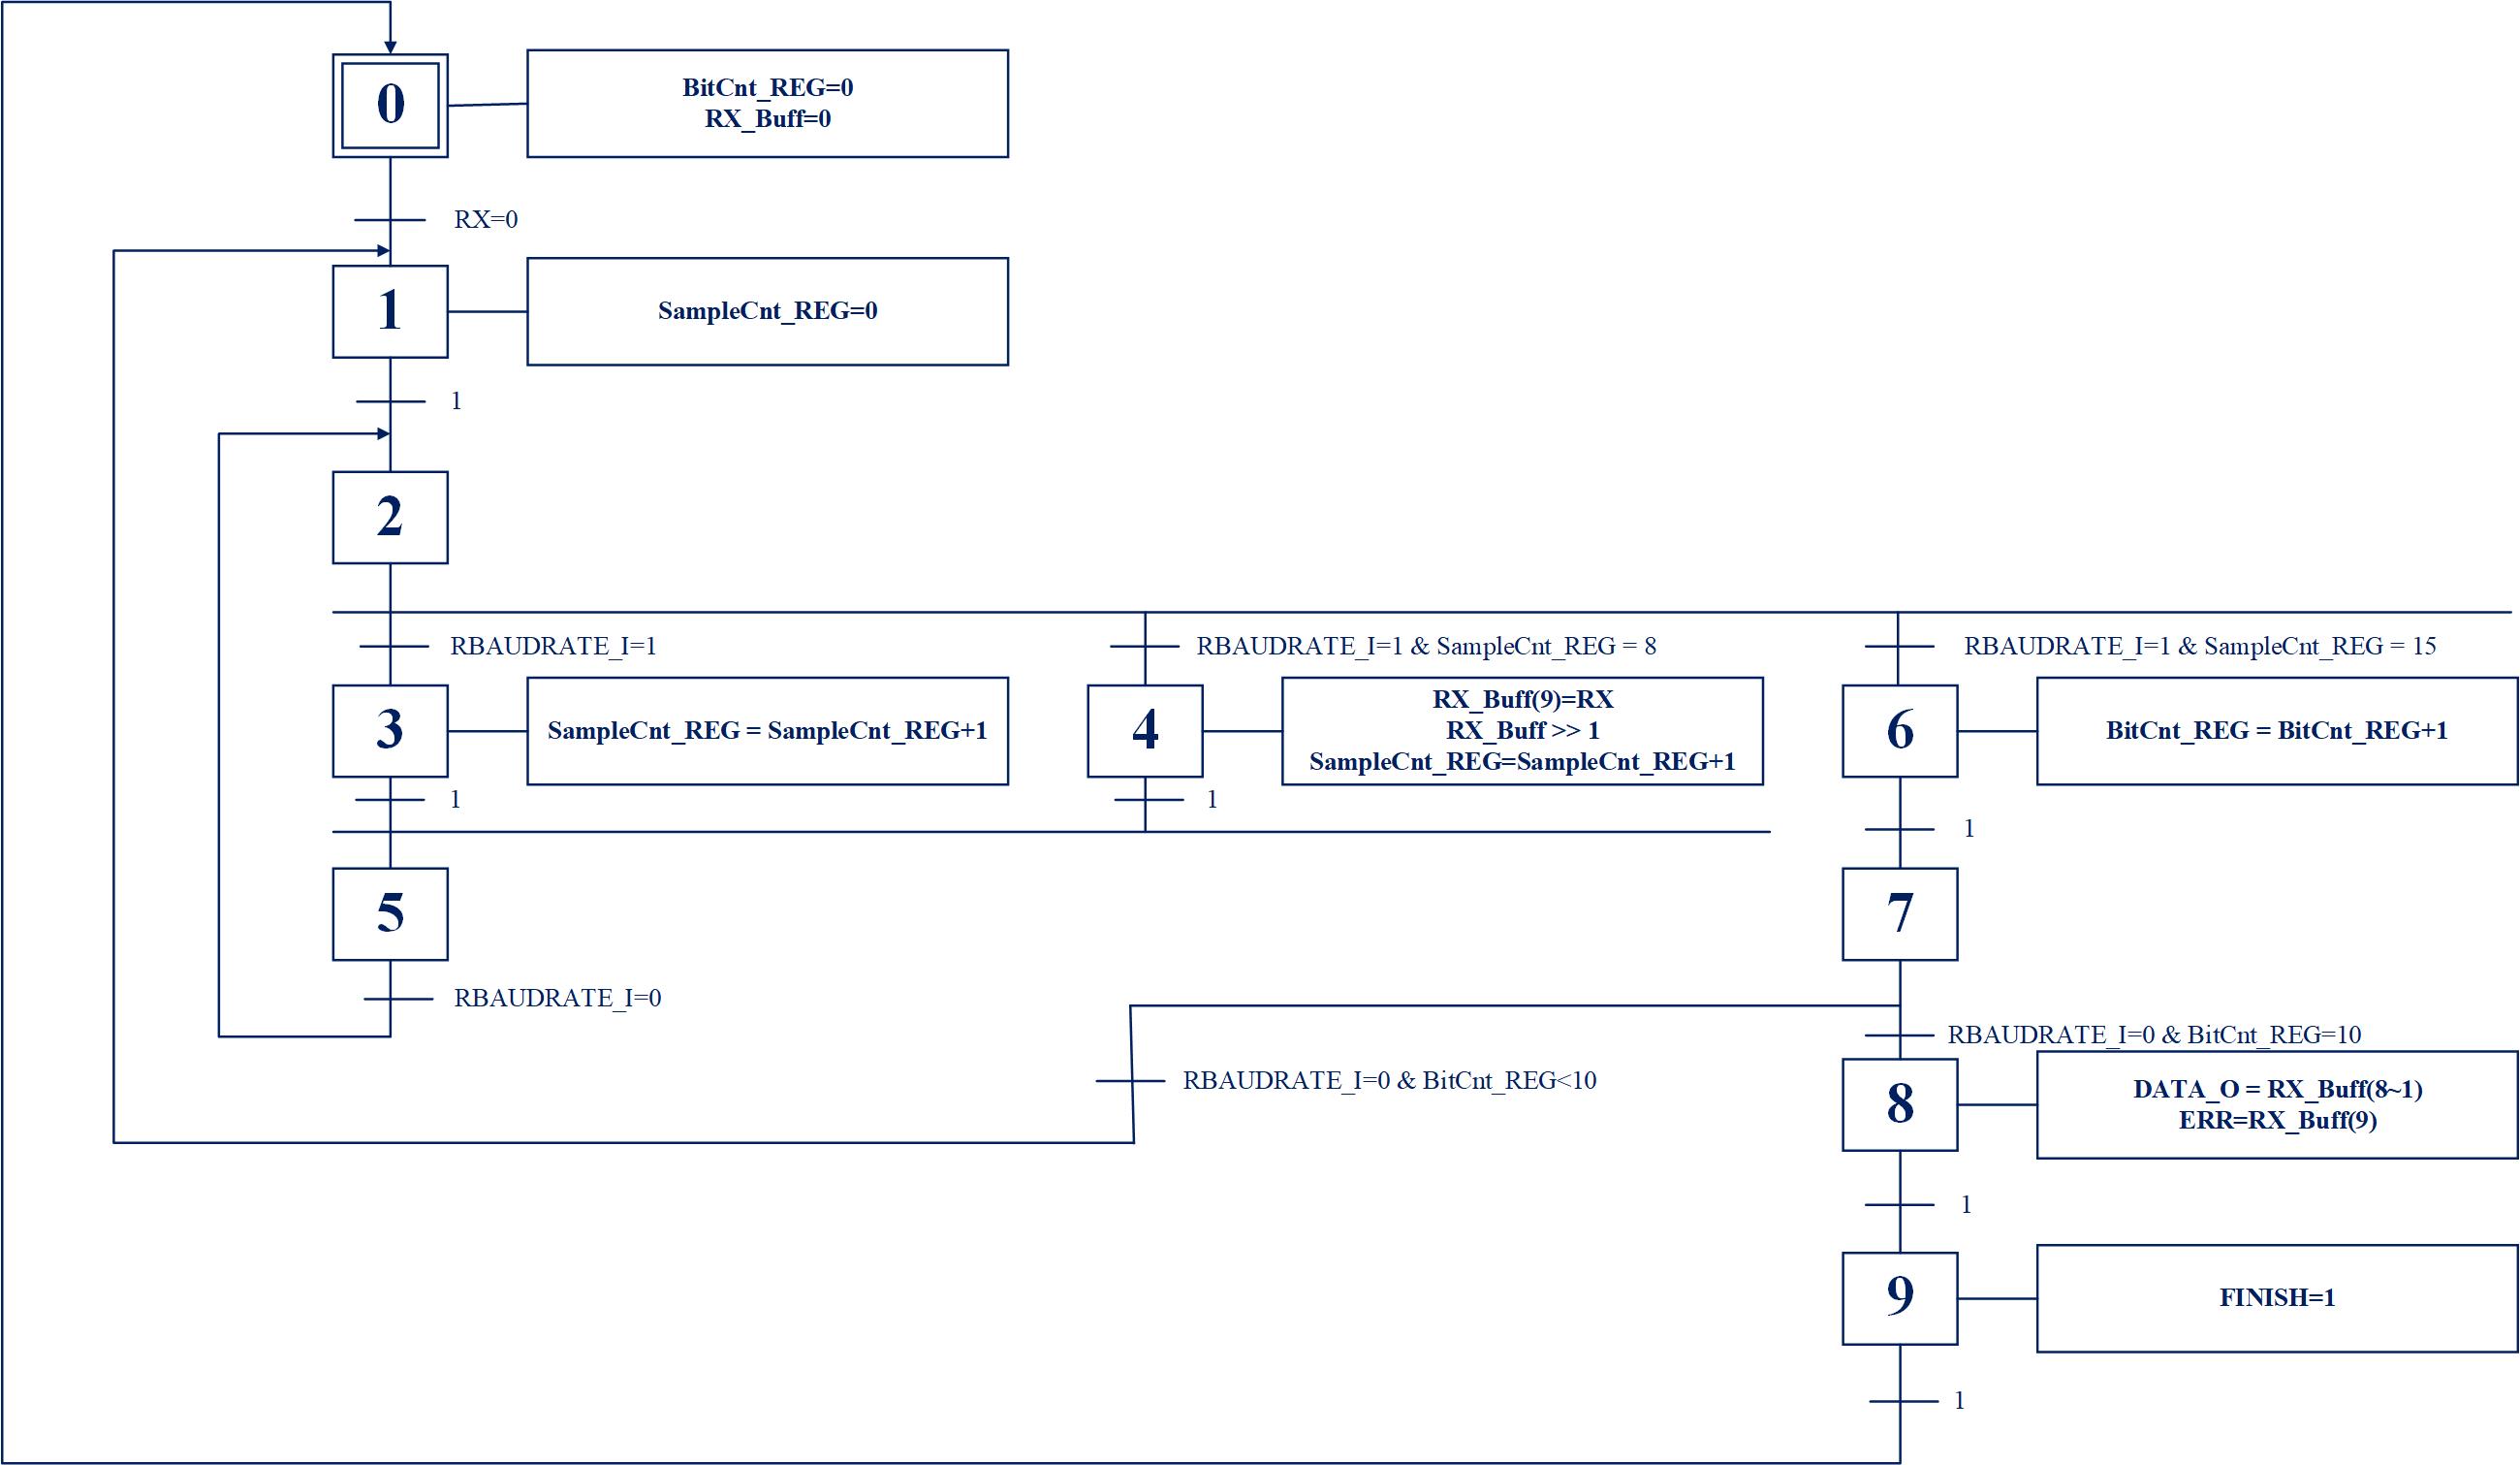 0
BitCnt_REG=0
RX_Buff=0
RX=0
1
SampleCnt_REG=0
1
2
RBAUDRATE_I=1
RBAUDRATE_I=1 & SampleCnt_REG = 8
RBAUDRATE_I=1 & SampleCnt_REG = 15
3
SampleCnt_REG = SampleCnt_REG+1
4
RX_Buff(9)=RX
RX_Buff >> 1
SampleCnt_REG=SampleCnt_REG+1
6
BitCnt_REG = BitCnt_REG+1
1
1
1
5
7
RBAUDRATE_I=0
RBAUDRATE_I=0 & BitCnt_REG=10
RBAUDRATE_I=0 & BitCnt_REG<10
8
DATA_O = RX_Buff(8~1)
ERR=RX_Buff(9)
1
9
FINISH=1
1